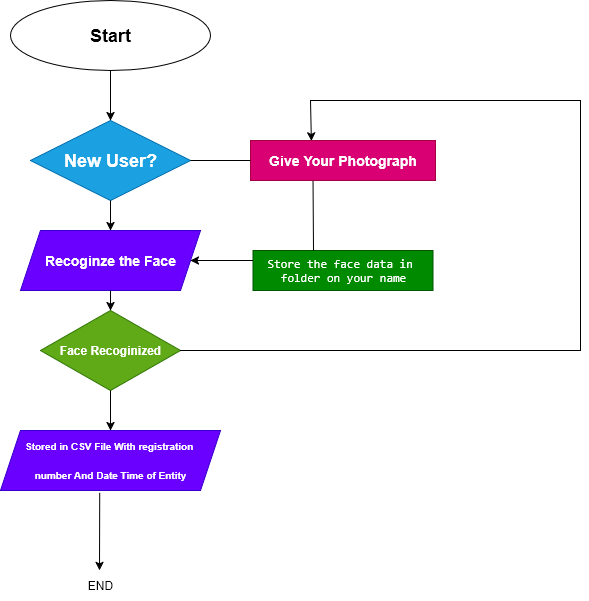 Start
New User?
Give Your Photograph
Recoginze the Face
Store the face data in
folder on your name
Face Recoginized
Stored in CSV File With registration
number And Date Time of Entity
END